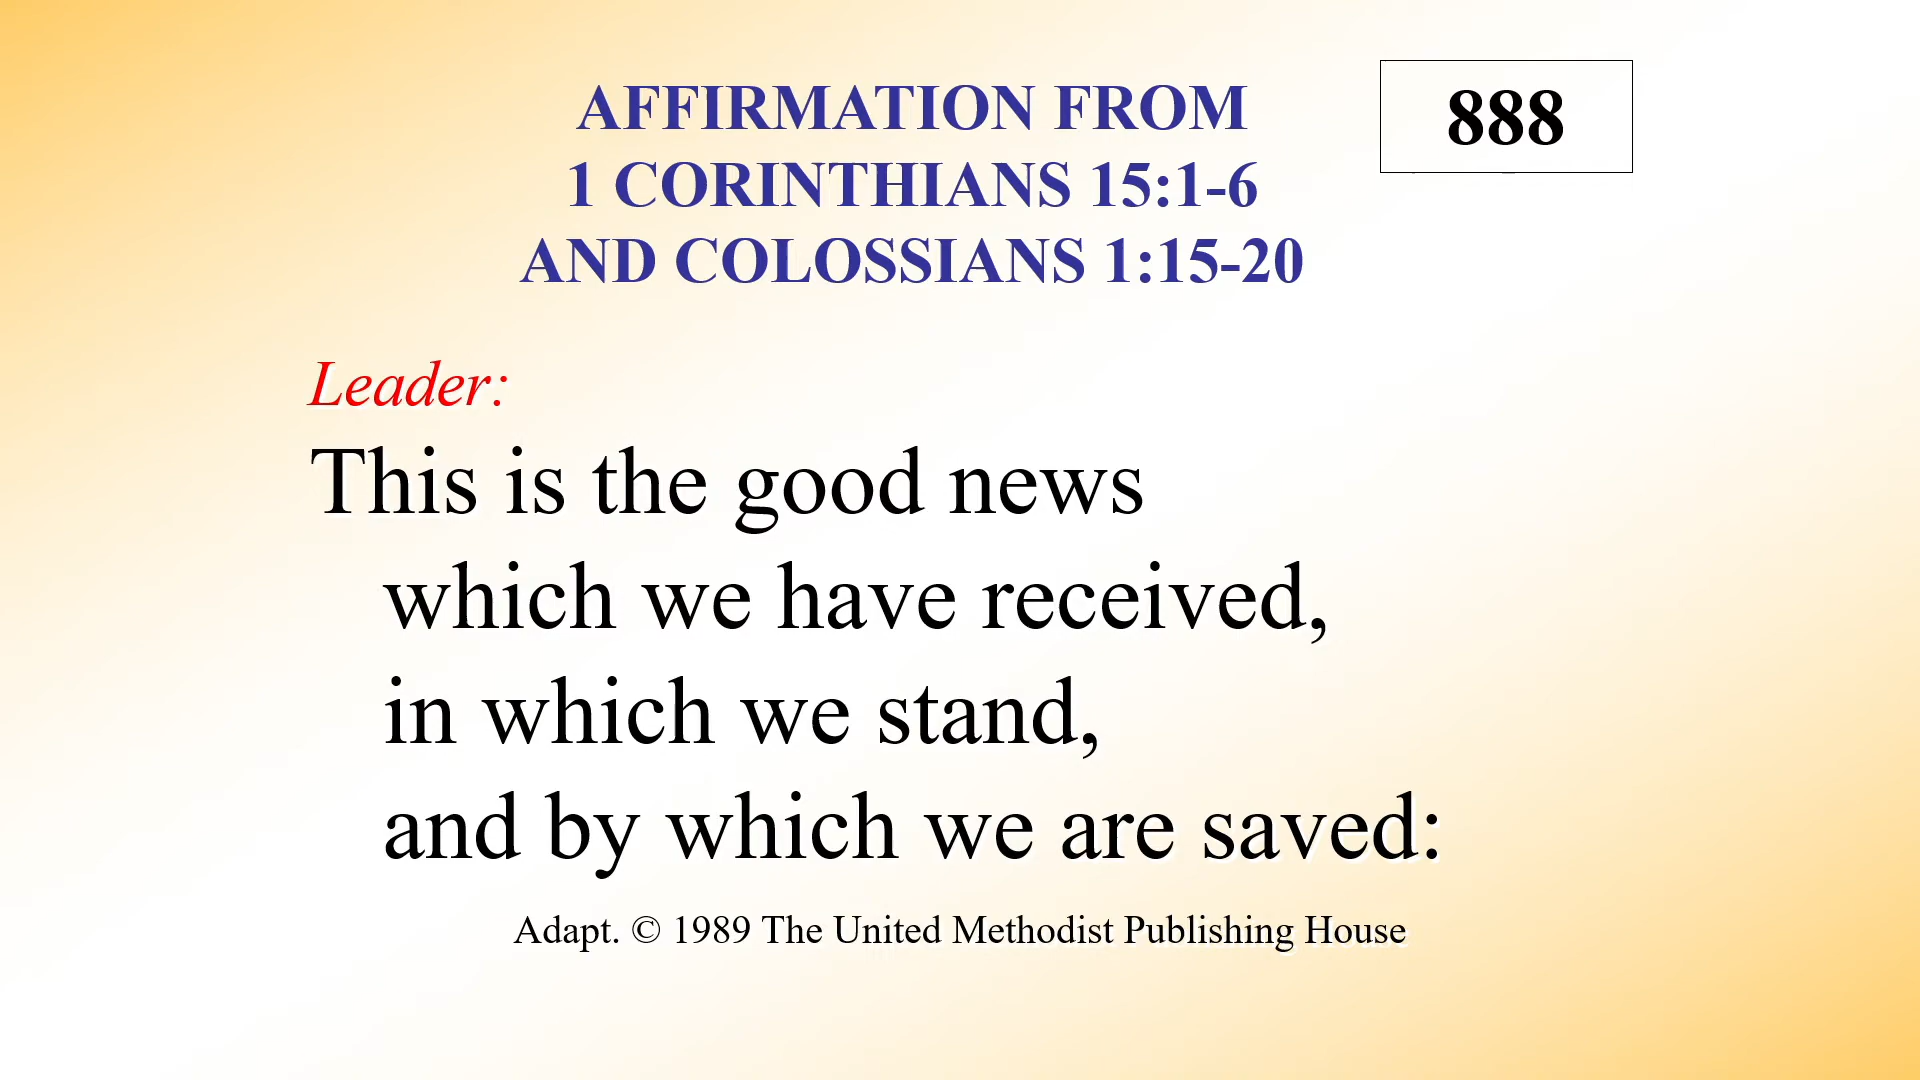 AFFIRMATION FROM
1 CORINTHIANS 15:1-6
AND COLOSSIANS 1:15-20
888
Leader:
This is the good news
which we have received,
in which we stand,
and by which we are saved:
Adapt. © 1989 The United Methodist Publishing House